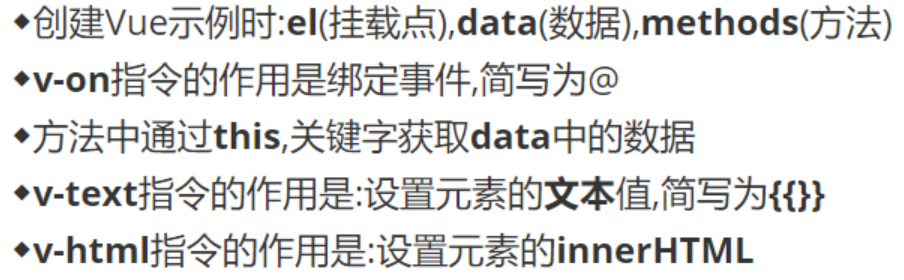 ◆创建Vue示例时:el(挂载点),data(数据),methods(方法)
◆v-on指令的作用是绑定事件,简写为@
◆方法中通过this,关键字获取data中的数据
◆v-text指令的作用是:设置元素的文本值,简写为{{}}
◆v-html指令的作用是:设置元素的innerHTML